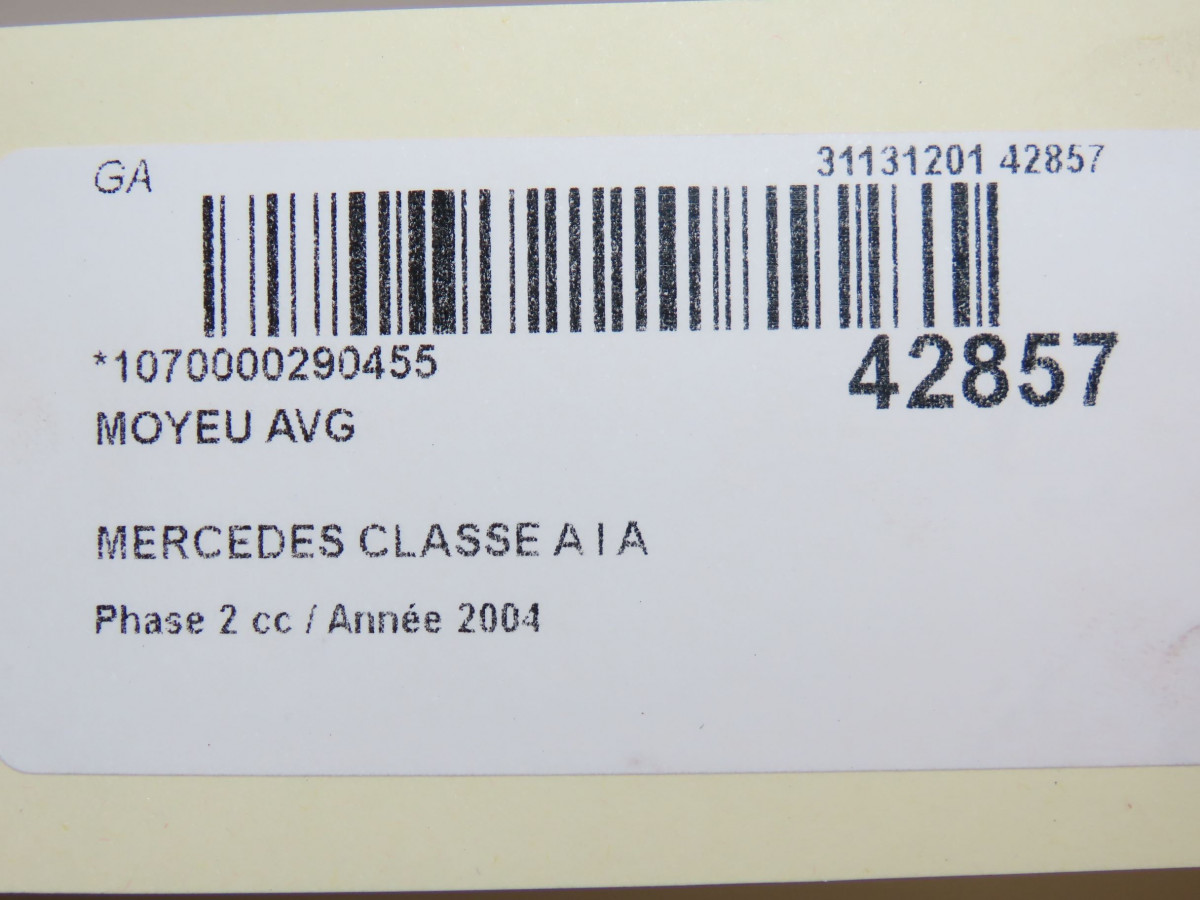 GA 31131201 42857
*1070000290455 42857
MOYEU AVG
MERCEDES CLASSE A I A
Phase 2 cc / Année 2004